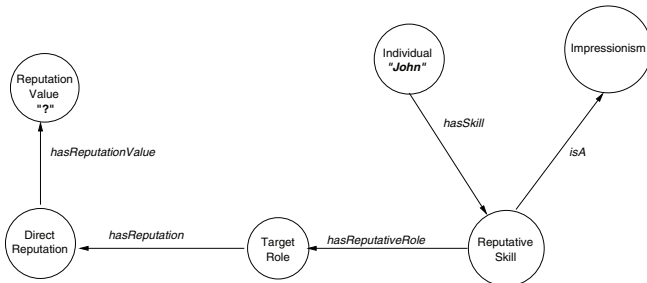 Individual
"John"
Impressionism
Reputation
Value
"?"
hasSkill
isA
hasReputationValue
Direct
Reputation
hasReputation
Target
Role
hasReputativeRole
Reputative
Skill